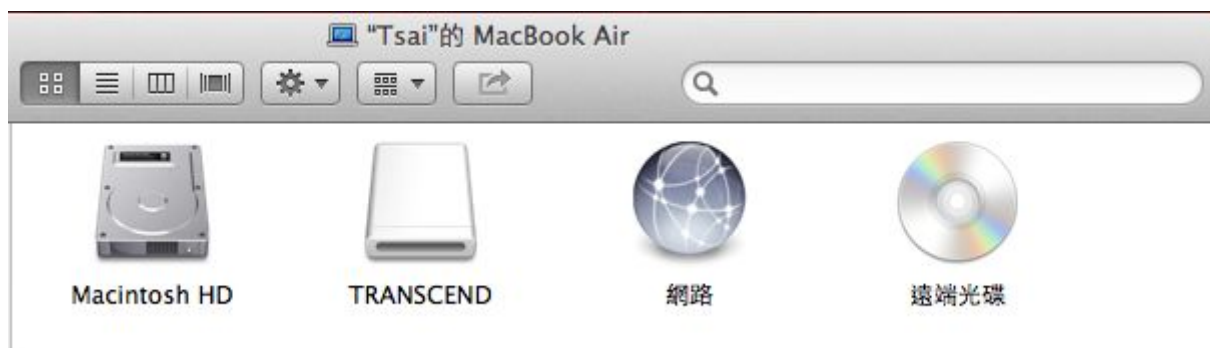 “Tsai”的 MacBook Air
Macintosh HD
TRANSCEND
網路
遠端光碟